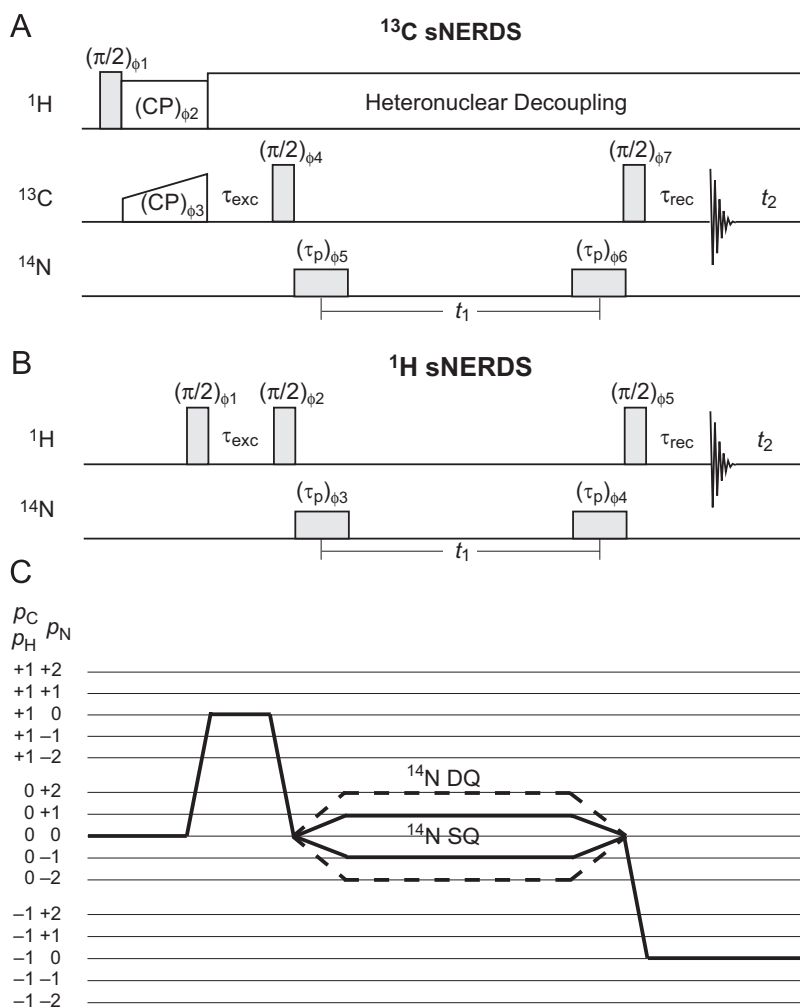 A
¹³C sNERDS
(π/2)ϕ1
¹H
(CP)ϕ2
Heteronuclear Decoupling
(π/2)ϕ4
(π/2)ϕ7
¹³C
(CP)ϕ3
τexc
τrec
t₂
¹⁴N
(τp)ϕ5
(τp)ϕ6
t₁
B
¹H sNERDS
(π/2)ϕ1
(π/2)ϕ2
(π/2)ϕ5
¹H
τexc
τrec
t₂
¹⁴N
(τp)ϕ3
(τp)ϕ4
t₁
C
pC
pH pN
+1 +2
+1 +1
+1 0
+1 –1
+1 –2
0 +2
¹⁴N DQ
0 +1
0 0
¹⁴N SQ
0 –1
0 –2
–1 +2
–1 +1
–1 0
–1 –1
–1 –2